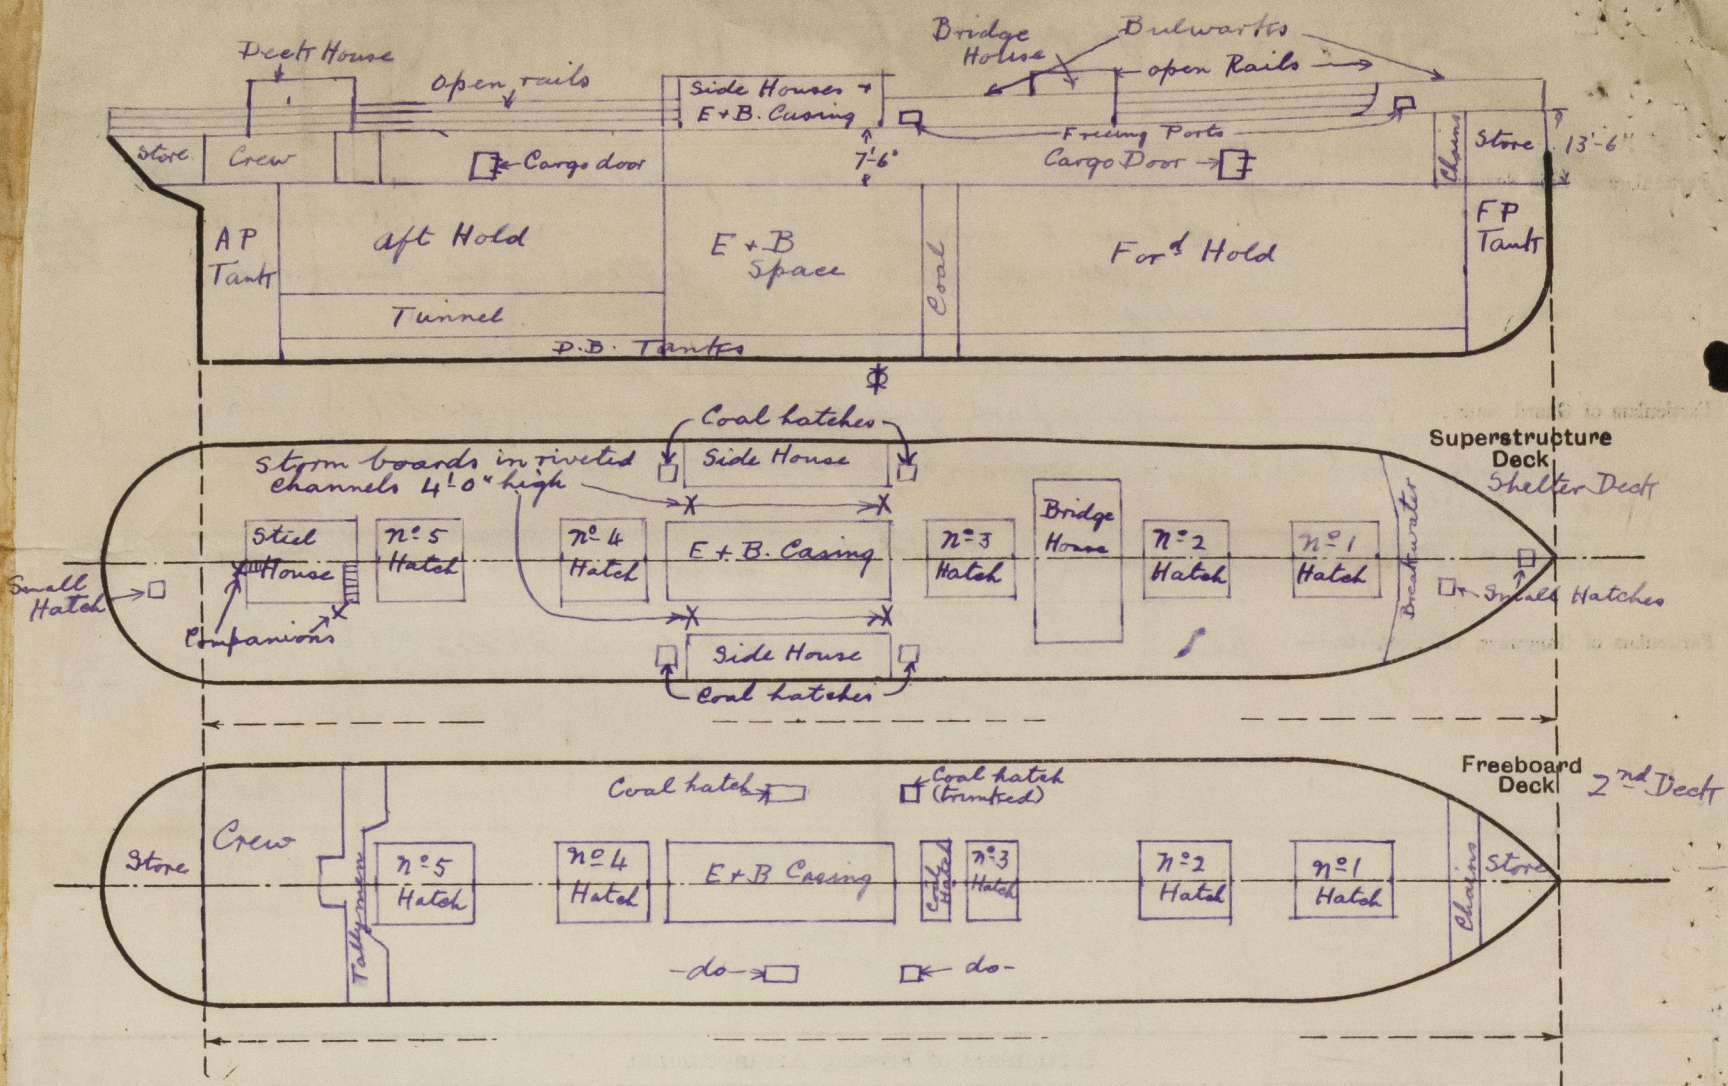 Deck House
open rails
Bridge
House
Bulwarks
open Rails
Side Houses +
E + B. Casing
Freeing Ports
Store
Crew
Cargo door
7'-6"
Cargo Door
Chains
Store
13'-6"
A P
Tank
Aft Hold
E + B
Space
Coal
For'd Hold
F P
Tank
Tunnel
D.B. Tanks
Coal hatches
Superstructure
Deck
Shelter Deck
Storm boards in riveted
channels 4'-0" high
Side House
Steel
House
No 5
Hatch
No 4
Hatch
E + B. Casing
No 3
Hatch
Bridge
House
No 2
Hatch
No 1
Hatch
Breakwater
Small
Hatch
Small Hatches
Companions
Side House
Coal hatches
Freeboard
Deck
2nd Deck
Coal hatch
Coal hatch
(trunked)
Store
Crew
Tallymen
No 5
Hatch
No 4
Hatch
E + B Casing
Coal
Hatch
No 3
Hatch
No 2
Hatch
No 1
Hatch
Chains
Store
-do-
do-